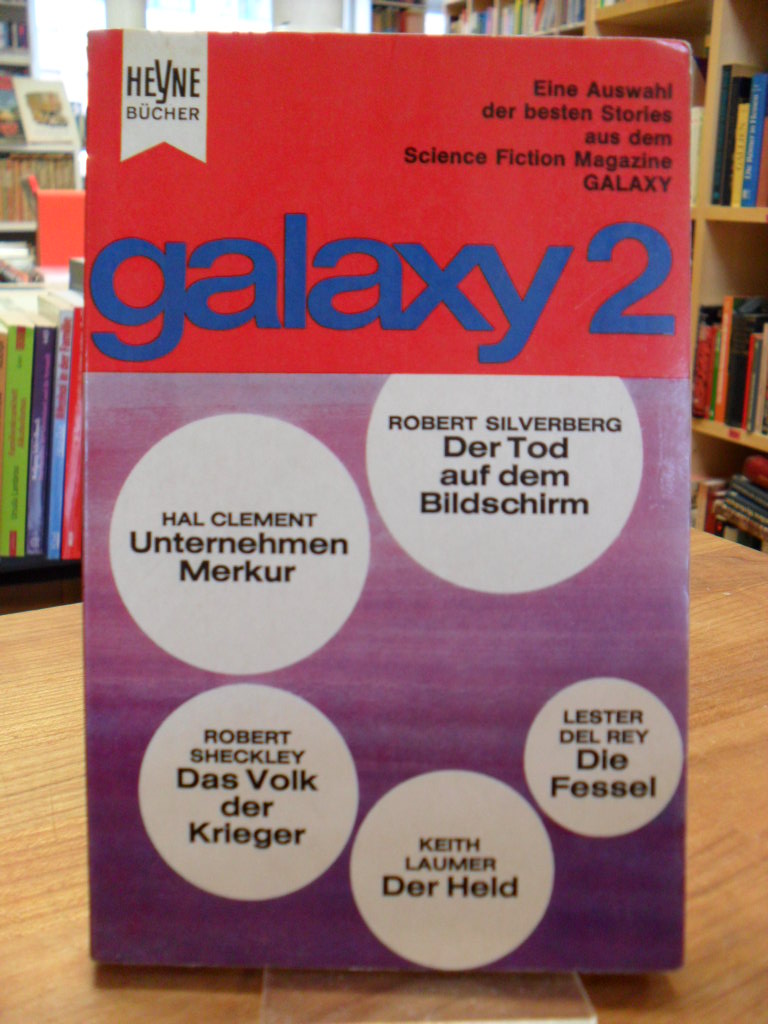 HEYNE
BÜCHER
Eine Auswahl
der besten Stories
aus dem
Science Fiction Magazine
GALAXY
galaxy 2
ROBERT SILVERBERG
Der Tod
auf dem
Bildschirm
HAL CLEMENT
Unternehmen
Merkur
LESTER
DEL REY
Die
Fessel
ROBERT
SHECKLEY
Das Volk
der
Krieger
KEITH
LAUMER
Der Held